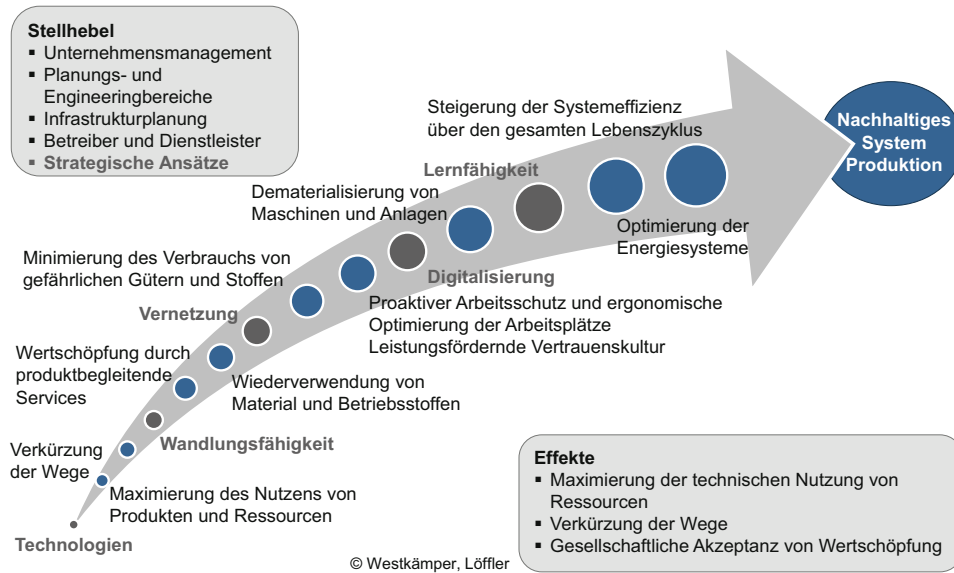 Stellhebel
▪ Unternehmensmanagement
▪ Planungs- und
Engineeringbereiche
▪ Infrastrukturplanung
▪ Betreiber und Dienstleister
▪ Strategische Ansätze
Steigerung der Systemeffizienz
über den gesamten Lebenszyklus
Nachhaltiges
System
Produktion
Lernfähigkeit
Dematerialisierung von
Maschinen und Anlagen
Optimierung der
Energiesysteme
Minimierung des Verbrauchs von
gefährlichen Gütern und Stoffen
Digitalisierung
Vernetzung
Proaktiver Arbeitsschutz und ergonomische
Optimierung der Arbeitsplätze
Leistungsfördernde Vertrauenskultur
Wertschöpfung durch
produktbegleitende
Services
Wiederverwendung von
Material und Betriebsstoffen
Wandlungsfähigkeit
Verkürzung
der Wege
Maximierung des Nutzens von
Produkten und Ressourcen
Technologien
Effekte
▪ Maximierung der technischen Nutzung von
Ressourcen
▪ Verkürzung der Wege
▪ Gesellschaftliche Akzeptanz von Wertschöpfung
© Westkämper, Löffler